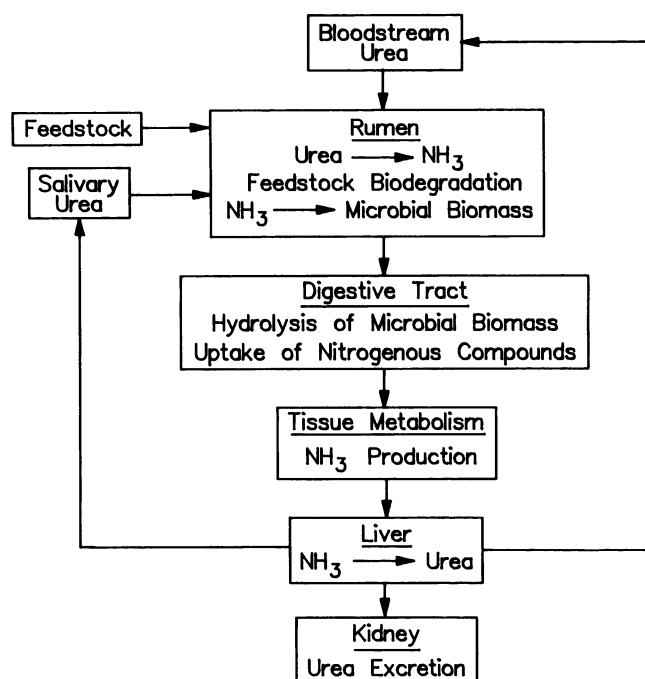 Bloodstream
Urea
Feedstock
Salivary
Urea
Rumen
Urea ⟶ NH₃
Feedstock Biodegradation
NH₃ ⟶ Microbial Biomass
Digestive Tract
Hydrolysis of Microbial Biomass
Uptake of Nitrogenous Compounds
Tissue Metabolism
NH₃ Production
Liver
NH₃ ⟶ Urea
Kidney
Urea Excretion